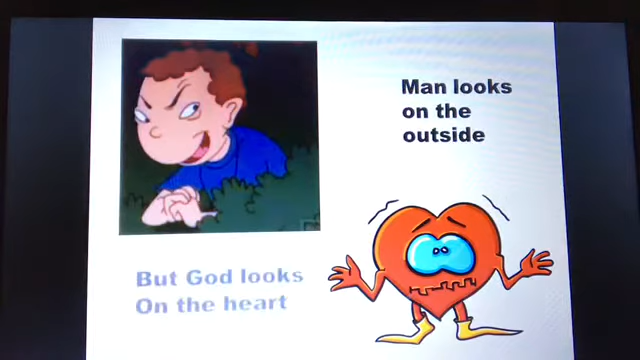 Man looks
on the
outside
But God looks
On the heart